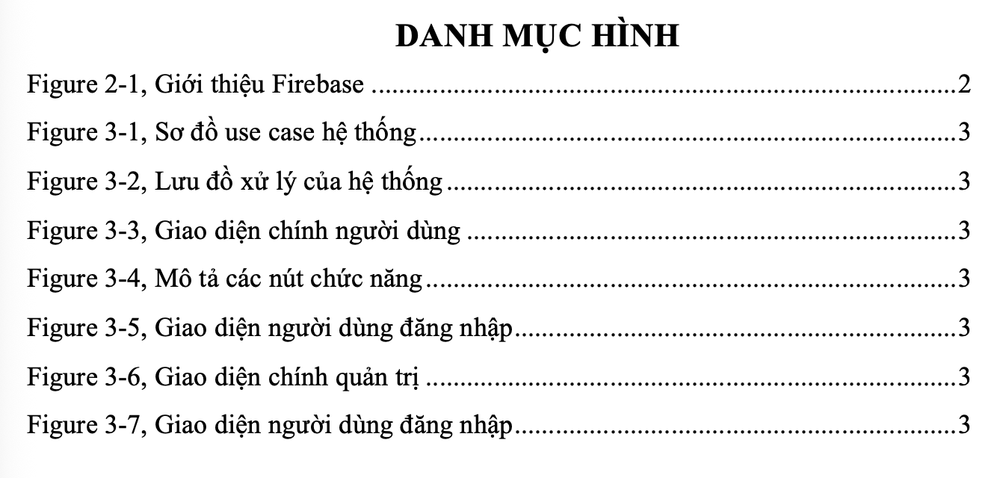 DANH MỤC HÌNH
Figure 2-1, Giới thiệu Firebase ........................................................................................2
Figure 3-1, Sơ đồ use case hệ thống................................................................................3
Figure 3-2, Lưu đồ xử lý của hệ thống............................................................................3
Figure 3-3, Giao diện chính người dùng .........................................................................3
Figure 3-4, Mô tả các nút chức năng...............................................................................3
Figure 3-5, Giao diện người dùng đăng nhập..................................................................3
Figure 3-6, Giao diện chính quản trị ...............................................................................3
Figure 3-7, Giao diện người dùng đăng nhập..................................................................3